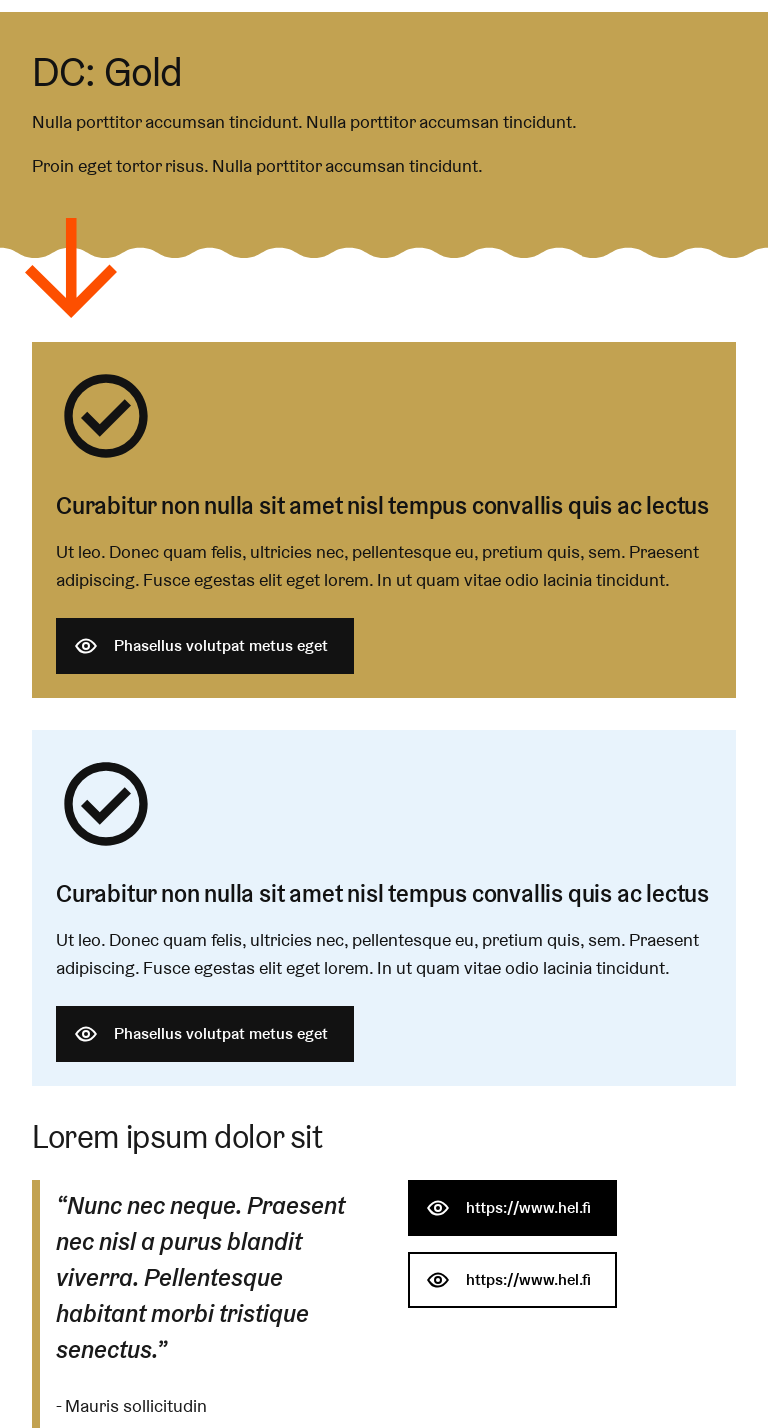 DC: Gold
Nulla porttitor accumsan tincidunt. Nulla porttitor accumsan tincidunt.
Proin eget tortor risus. Nulla porttitor accumsan tincidunt.
Curabitur non nulla sit amet nisl tempus convallis quis ac lectus
Ut leo. Donec quam felis, ultricies nec, pellentesque eu, pretium quis, sem. Praesent
adipiscing. Fusce egestas elit eget lorem. In ut quam vitae odio lacinia tincidunt.
Phasellus volutpat metus eget
Curabitur non nulla sit amet nisl tempus convallis quis ac lectus
Ut leo. Donec quam felis, ultricies nec, pellentesque eu, pretium quis, sem. Praesent
adipiscing. Fusce egestas elit eget lorem. In ut quam vitae odio lacinia tincidunt.
Phasellus volutpat metus eget
Lorem ipsum dolor sit
“Nunc nec neque. Praesent
nec nisl a purus blandit
viverra. Pellentesque
habitant morbi tristique
senectus.”
- Mauris sollicitudin
https://www.hel.fi
https://www.hel.fi